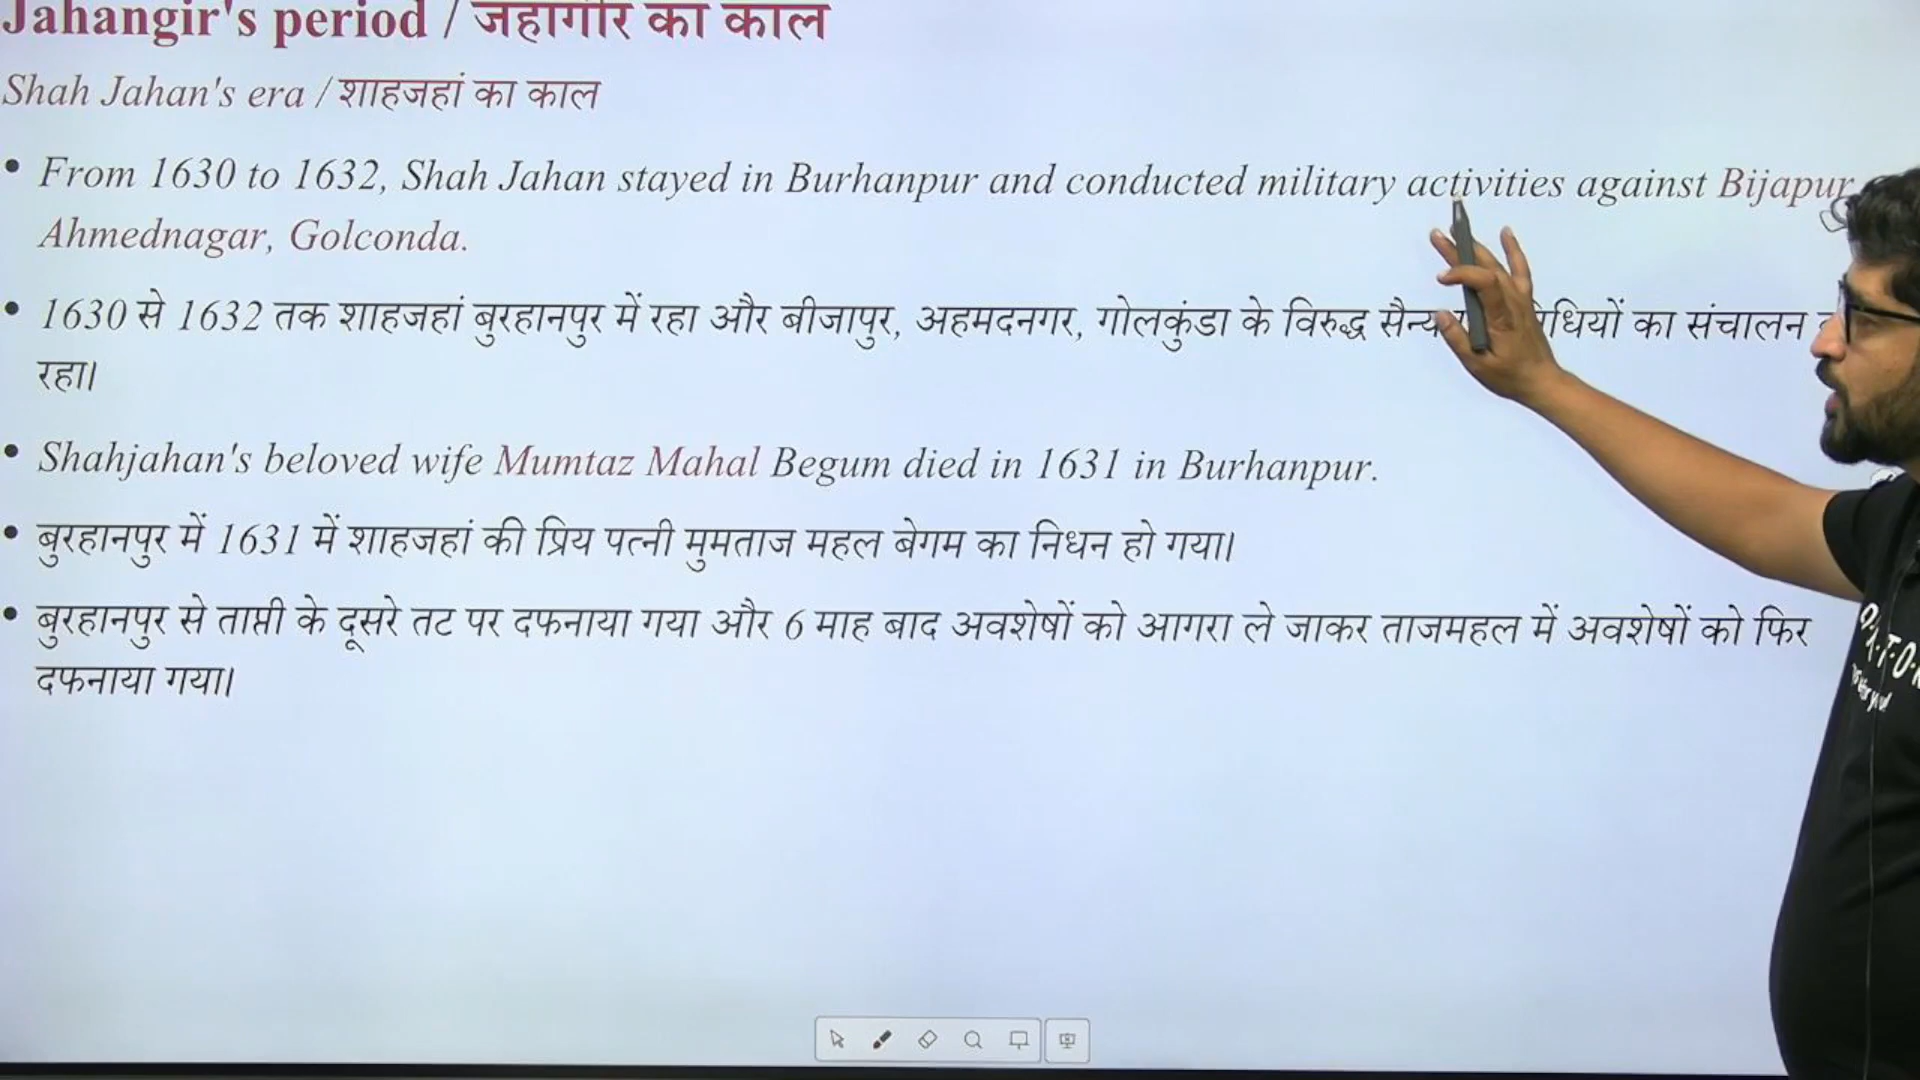 Jahangir's period / जहांगीर का काल
Shah Jahan's era / शाहजहां का काल
• From 1630 to 1632, Shah Jahan stayed in Burhanpur and conducted military activities against Bijapur
Ahmednagar, Golconda.
• 1630 से 1632 तक शाहजहां बुरहानपुर में रहा और बीजापुर, अहमदनगर, गोलकुंडा के विरुद्ध का संचालन
रहा।
• Shahjahan's beloved wife Mumtaz Mahal Begum died in 1631 in Burhanpur.
• बुरहानपुर में 1631 में शाहजहां की प्रिय पत्नी मुमताज महल बेगम का निधन हो गया।
• बुरहानपुर से ताप्ती के दूसरे तट पर दफनाया गया और 6 माह बाद अवशेषों को आगरा ले जाकर ताजमहल में अवशेषों को फिर
दफनाया गया।